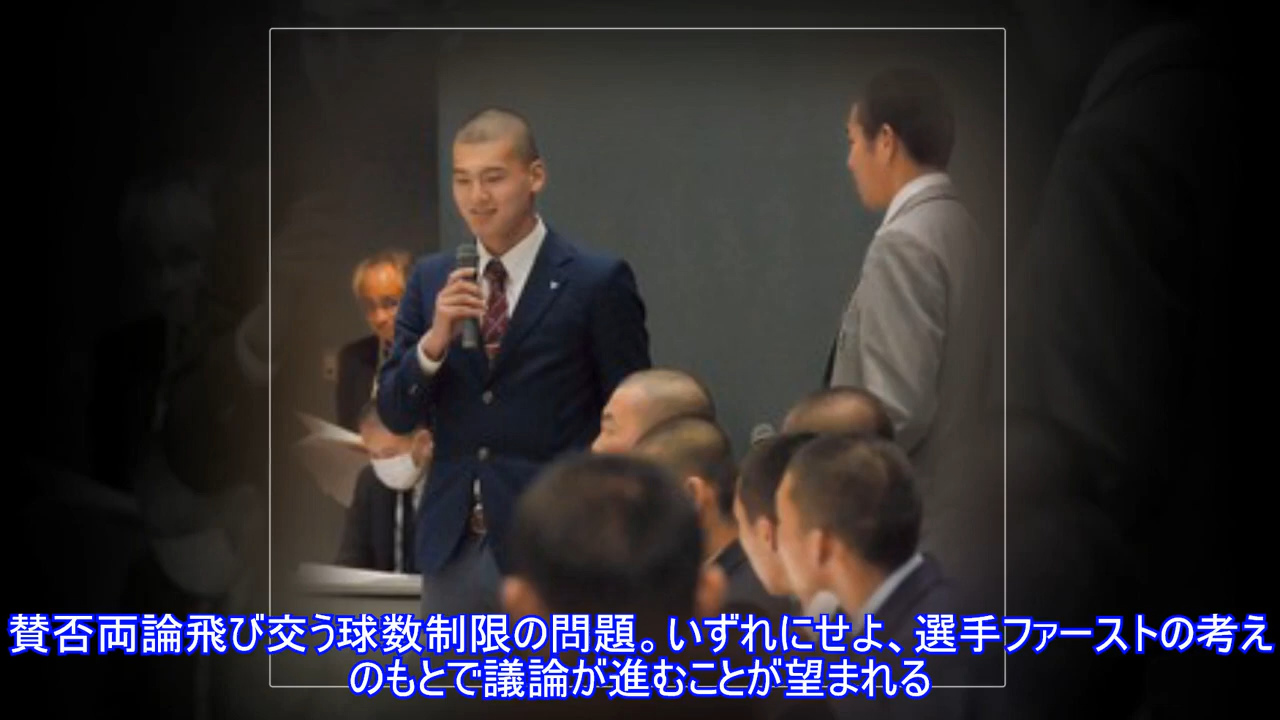 賛否両論飛び交う球数制限の問題。いずれにせよ、選手ファーストの考え
のもとで議論が進むことが望まれる